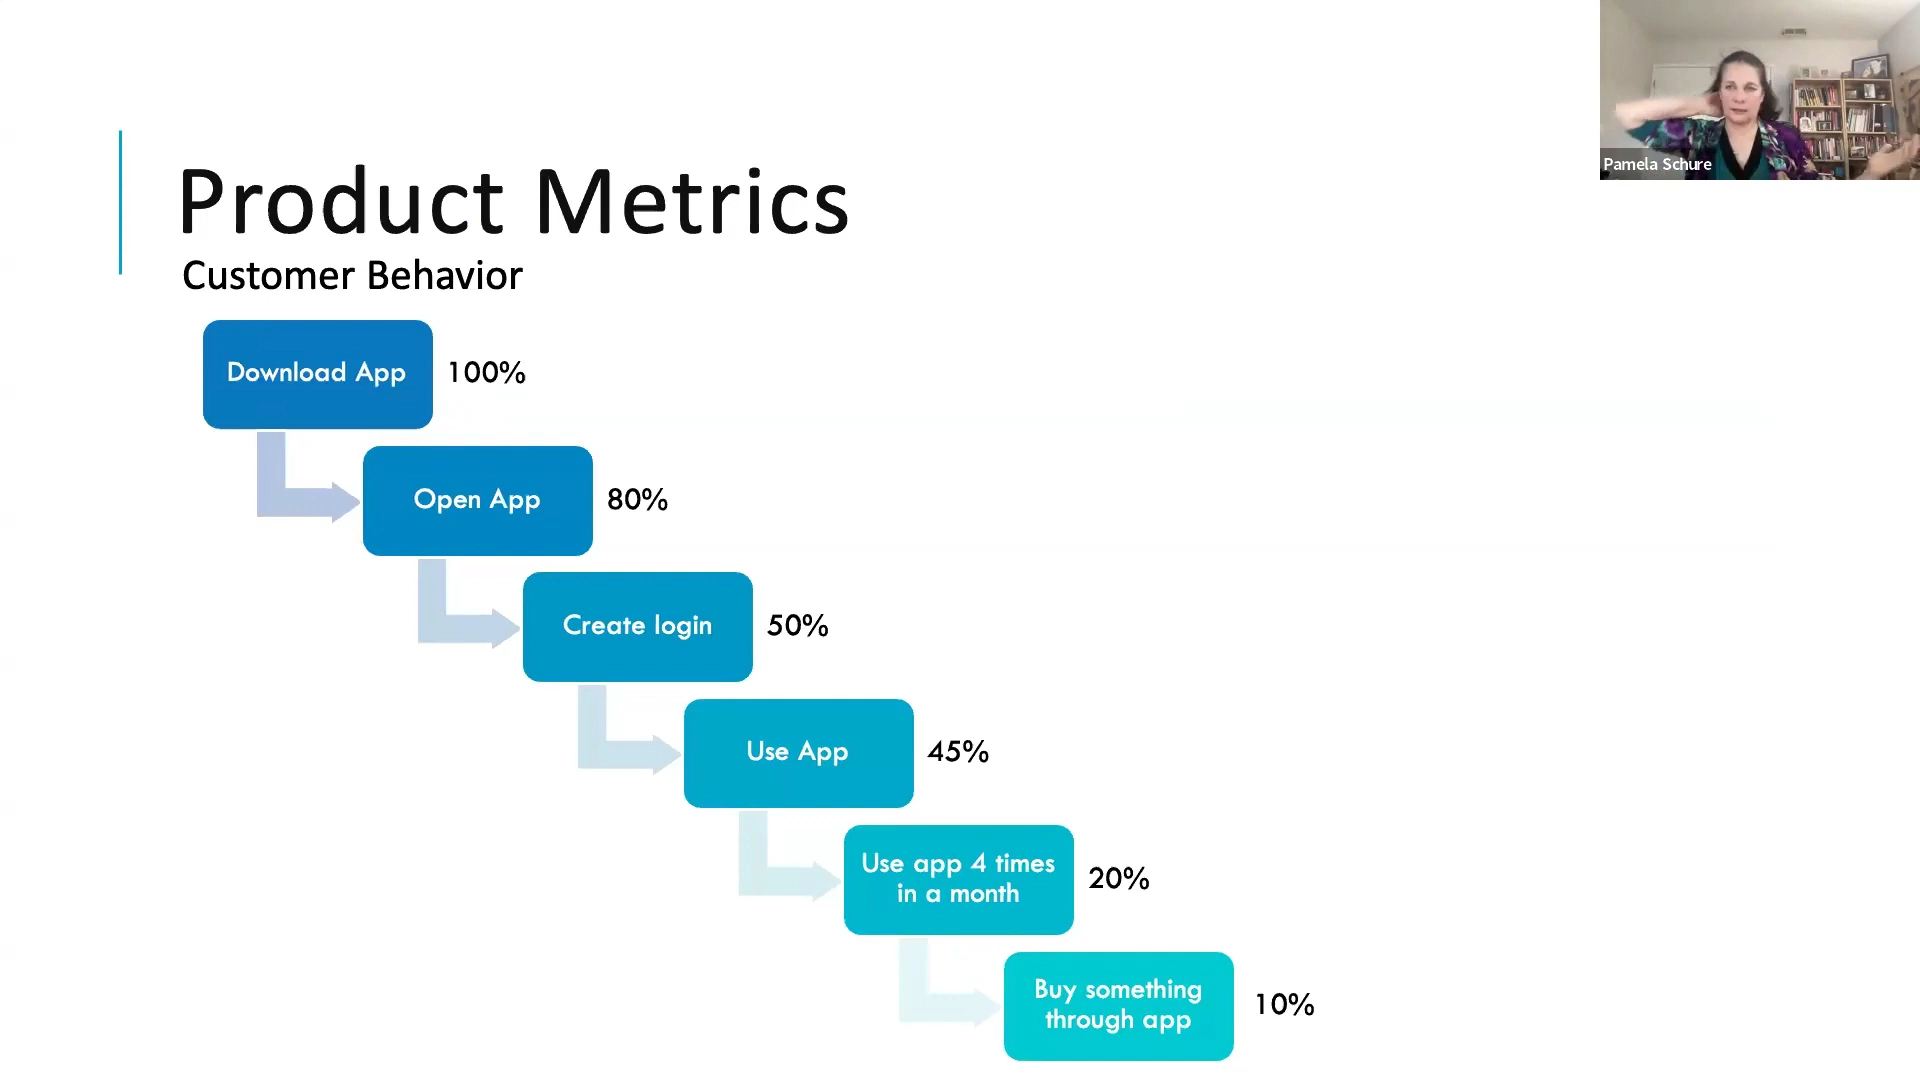 Pamela Schure
Product Metrics
Customer Behavior
Download App
100%
Open App
80%
Create login
50%
Use App
45%
Use app 4 times
in a month
20%
Buy something
through app
10%